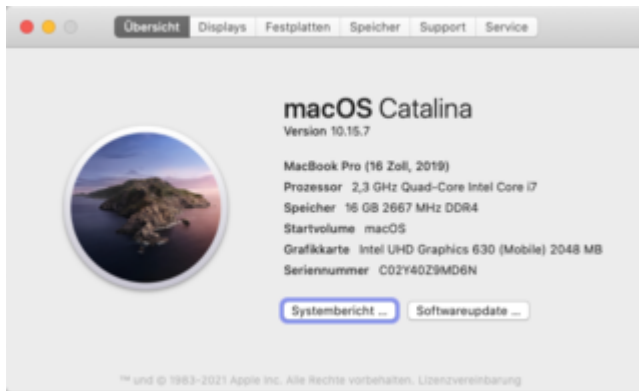 Übersicht Displays Festplatten Speicher Support Service
macOS Catalina
Version 10.15.7
MacBook Pro (16 Zoll, 2019)
Prozessor 2,3 GHz Quad-Core Intel Core i7
Speicher 16 GB 2667 MHz DDR4
Startvolume macOS
Grafikkarte Intel UHD Graphics 630 (Mobile) 2048 MB
Seriennummer C02Y40Z9MD6N
Systembericht ... Softwareupdate ...
™ und © 1983-2021 Apple Inc. Alle Rechte vorbehalten. Lizenzvereinbarung